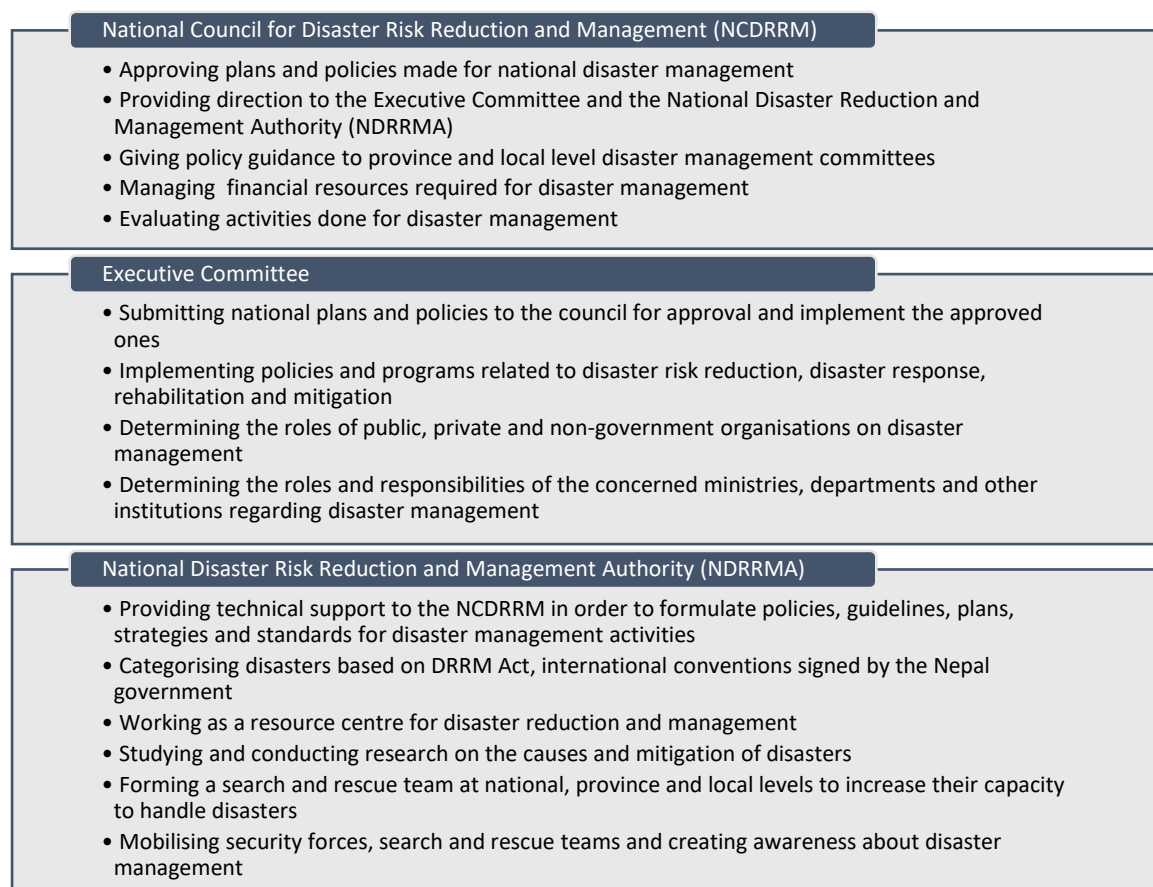 National Council for Disaster Risk Reduction and Management (NCDRRM)
• Approving plans and policies made for national disaster management
• Providing direction to the Executive Committee and the National Disaster Reduction and
Management Authority (NDRRMA)
• Giving policy guidance to province and local level disaster management committees
• Managing  financial resources required for disaster management
• Evaluating activities done for disaster management
Executive Committee
• Submitting national plans and policies to the council for approval and implement the approved
ones
• Implementing policies and programs related to disaster risk reduction, disaster response,
rehabilitation and mitigation
• Determining the roles of public, private and non-government organisations on disaster
management
• Determining the roles and responsibilities of the concerned ministries, departments and other
institutions regarding disaster management
National Disaster Risk Reduction and Management Authority (NDRRMA)
• Providing technical support to the NCDRRM in order to formulate policies, guidelines, plans,
strategies and standards for disaster management activities
• Categorising disasters based on DRRM Act, international conventions signed by the Nepal
government
• Working as a resource centre for disaster reduction and management
• Studying and conducting research on the causes and mitigation of disasters
• Forming a search and rescue team at national, province and local levels to increase their capacity
to handle disasters
• Mobilising security forces, search and rescue teams and creating awareness about disaster
management